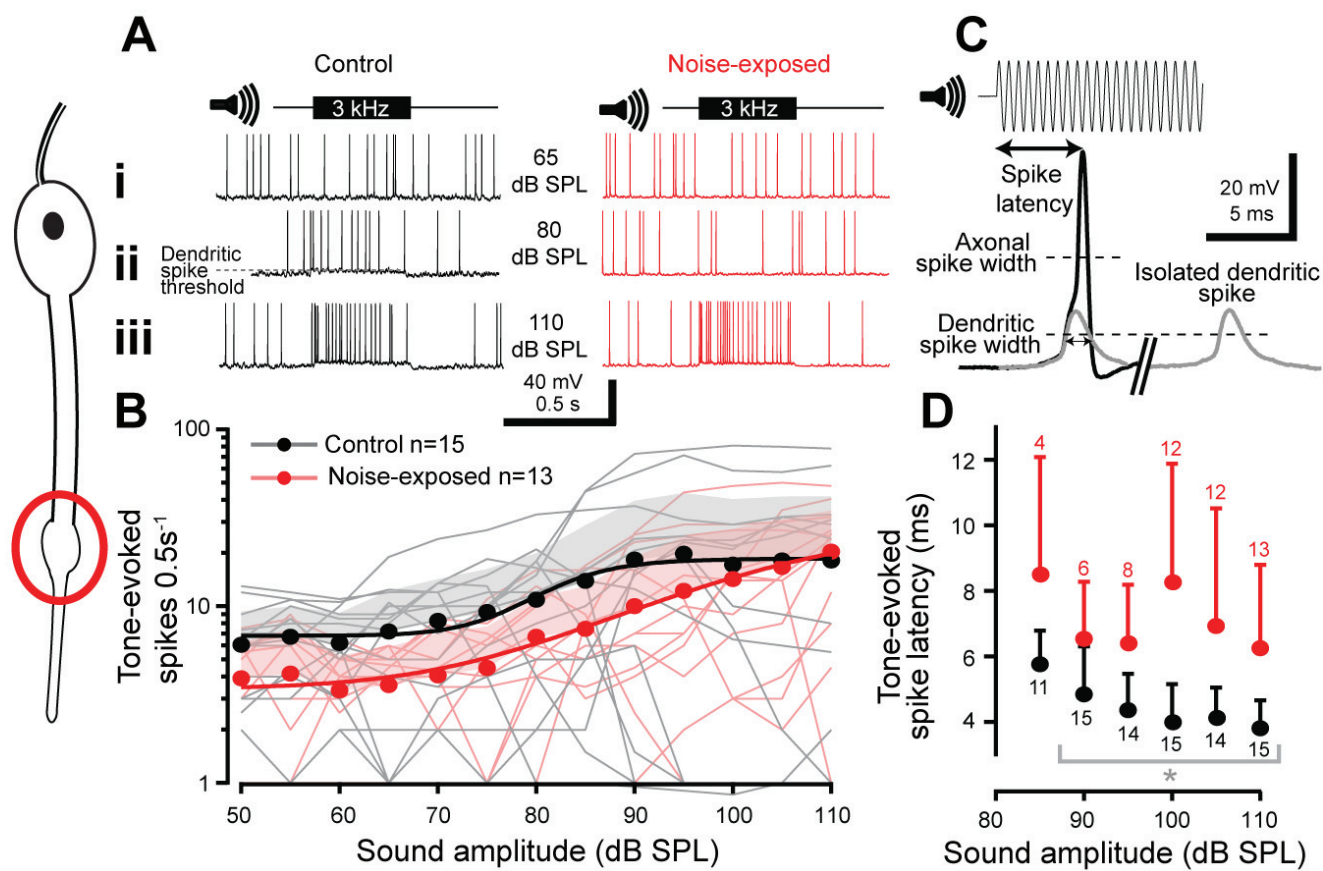 A
Control
Noise-exposed
3 kHz
3 kHz
i
65
dB SPL
ii
80
dB SPL
Dendritic
spike
threshold
iii
110
dB SPL
40 mV
0.5 s
B
100
10
1
Control n=15
Noise-exposed n=13
Tone-evoked
spikes 0.5s⁻¹
50
60
70
80
90
100
110
Sound amplitude (dB SPL)
C
Spike
latency
20 mV
5 ms
Axonal
spike width
Isolated dendritic
spike
Dendritic
spike width
D
12
10
8
6
4
Tone-evoked
spike latency (ms)
4
6
8
12
12
13
11
15
14
15
14
15
*
80
90
100
110
Sound amplitude (dB SPL)